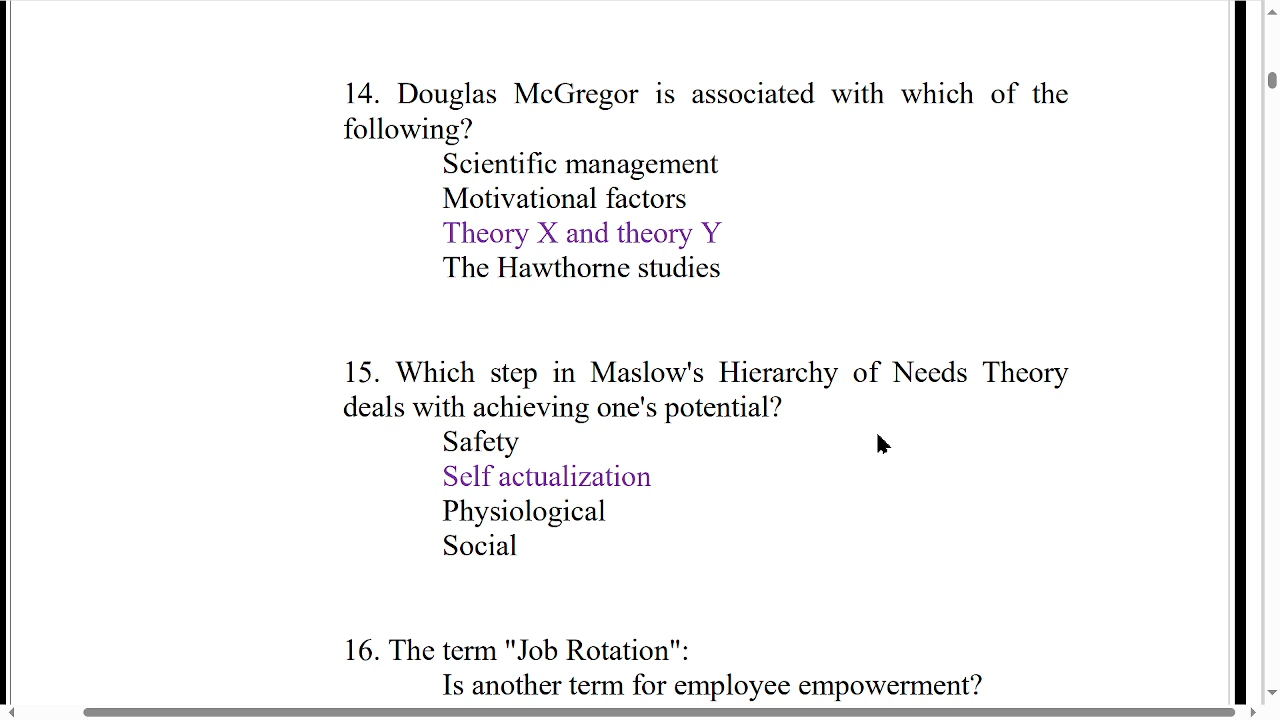 14. Douglas McGregor is associated with which of the
following?
Scientific management
Motivational factors
Theory X and theory Y
The Hawthorne studies
15. Which step in Maslow's Hierarchy of Needs Theory
deals with achieving one's potential?
Safety
Self actualization
Physiological
Social
16. The term "Job Rotation":
Is another term for employee empowerment?